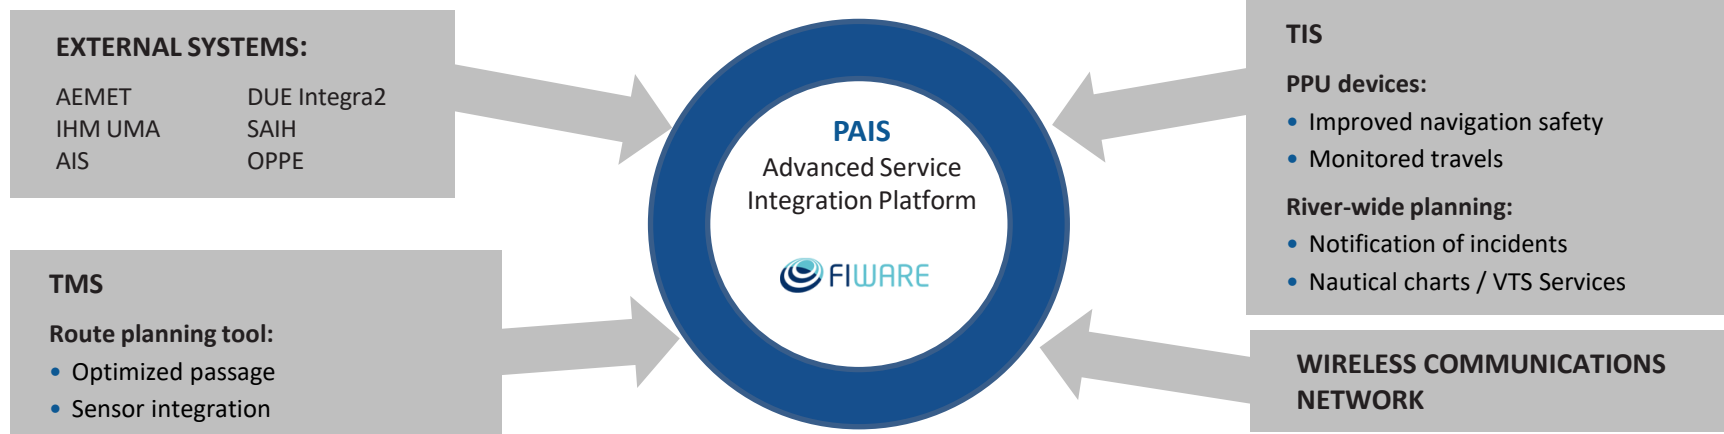 EXTERNAL SYSTEMS:
AEMET DUE Integra2
IHM UMA SAIH
AIS OPPE
TMS
Route planning tool:
• Optimized passage
• Sensor integration
PAIS
Advanced Service
Integration Platform
FIWARE
TIS
PPU devices:
• Improved navigation safety
• Monitored travels
River-wide planning:
• Notification of incidents
• Nautical charts / VTS Services
WIRELESS COMMUNICATIONS
NETWORK